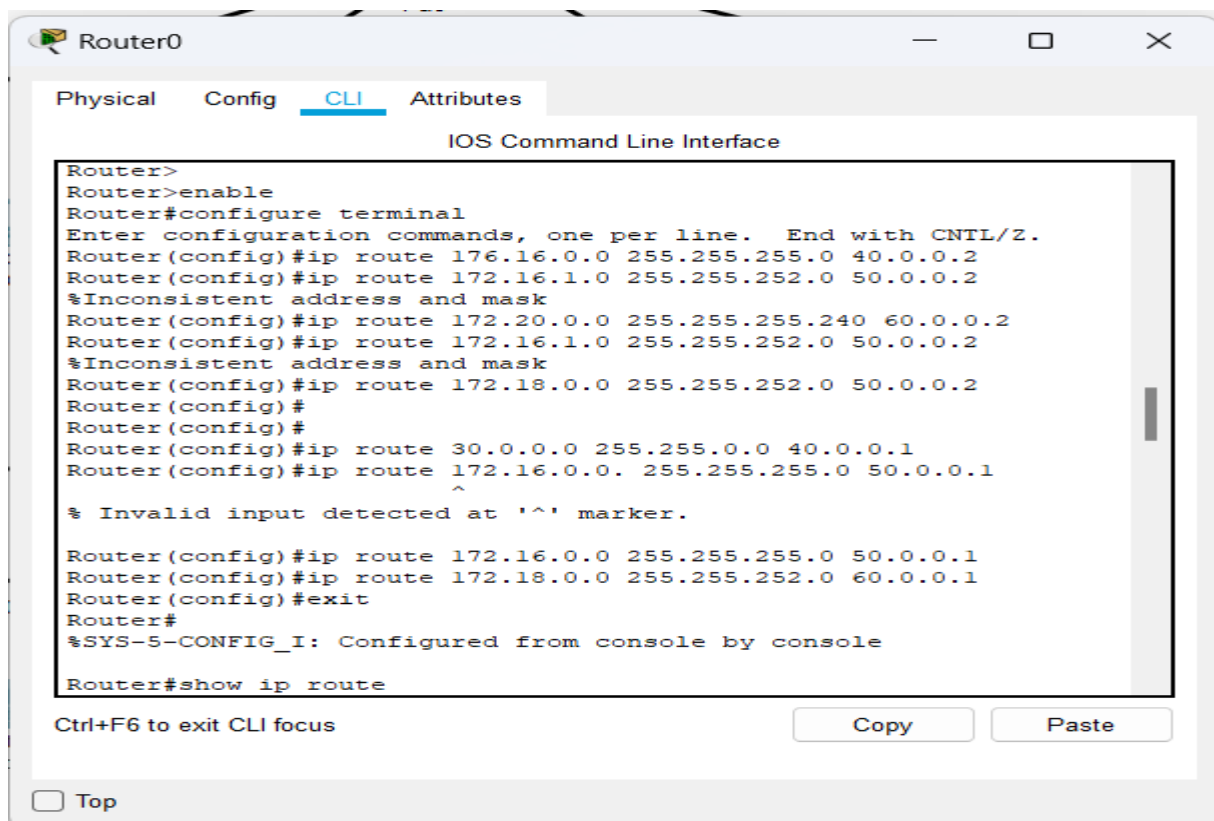 Router0
Physical Config CLI Attributes
IOS Command Line Interface
Router>
Router>enable
Router#configure terminal
Enter configuration commands, one per line.  End with CNTL/Z.
Router(config)#ip route 176.16.0.0 255.255.255.0 40.0.0.2
Router(config)#ip route 172.16.1.0 255.255.252.0 50.0.0.2
%Inconsistent address and mask
Router(config)#ip route 172.20.0.0 255.255.255.240 60.0.0.2
Router(config)#ip route 172.16.1.0 255.255.252.0 50.0.0.2
%Inconsistent address and mask
Router(config)#ip route 172.18.0.0 255.255.252.0 50.0.0.2
Router(config)#
Router(config)#
Router(config)#ip route 30.0.0.0 255.255.0.0 40.0.0.1
Router(config)#ip route 172.16.0.0. 255.255.255.0 50.0.0.1
^
% Invalid input detected at '^' marker.
Router(config)#ip route 172.16.0.0 255.255.255.0 50.0.0.1
Router(config)#ip route 172.18.0.0 255.255.252.0 60.0.0.1
Router(config)#exit
Router#
%SYS-5-CONFIG_I: Configured from console by console
Router#show ip route
Ctrl+F6 to exit CLI focus
Copy Paste
Top